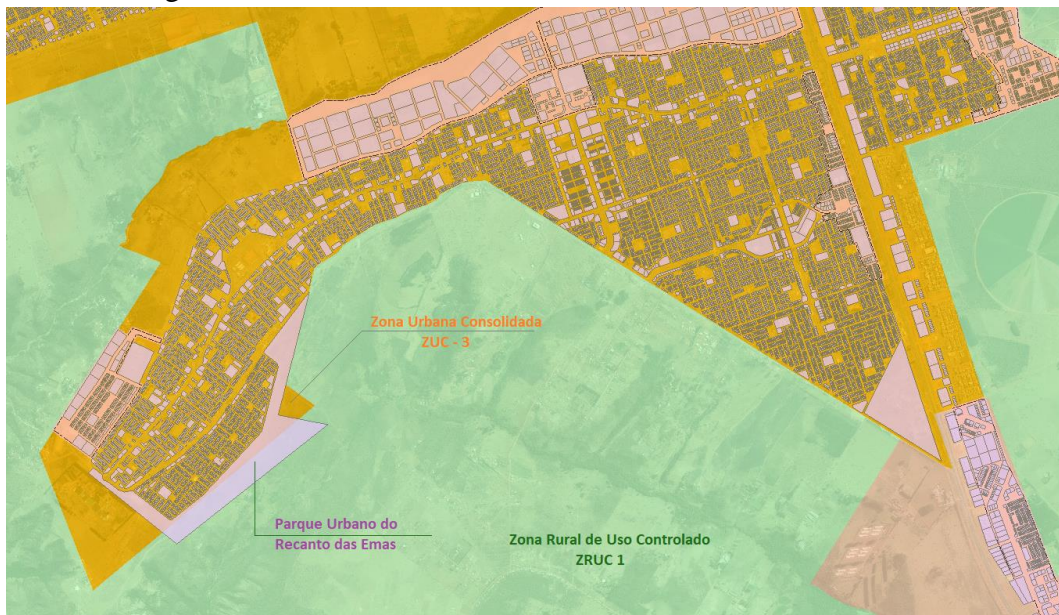 Zona Urbana Consolidada
ZUC - 3
Parque Urbano do
Recanto das Emas
Zona Rural de Uso Controlado
ZRUC 1